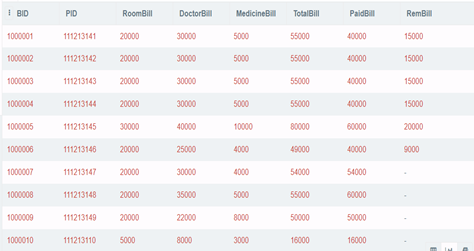 BID PID RoomBill DoctorBill MedicineBill TotalBill PaidBill RemBill
1000001 111213141 20000 30000 5000 55000 40000 15000
1000002 111213142 20000 30000 5000 55000 40000 15000
1000003 111213143 20000 30000 5000 55000 40000 15000
1000004 111213144 20000 30000 5000 55000 40000 15000
1000005 111213145 30000 40000 10000 80000 60000 20000
1000006 111213146 20000 25000 4000 49000 40000 9000
1000007 111213147 20000 30000 4000 54000 54000 -
1000008 111213148 20000 35000 5000 55000 60000 -
1000009 111213149 20000 22000 8000 50000 50000 -
1000010 111213110 5000 8000 3000 16000 16000 -